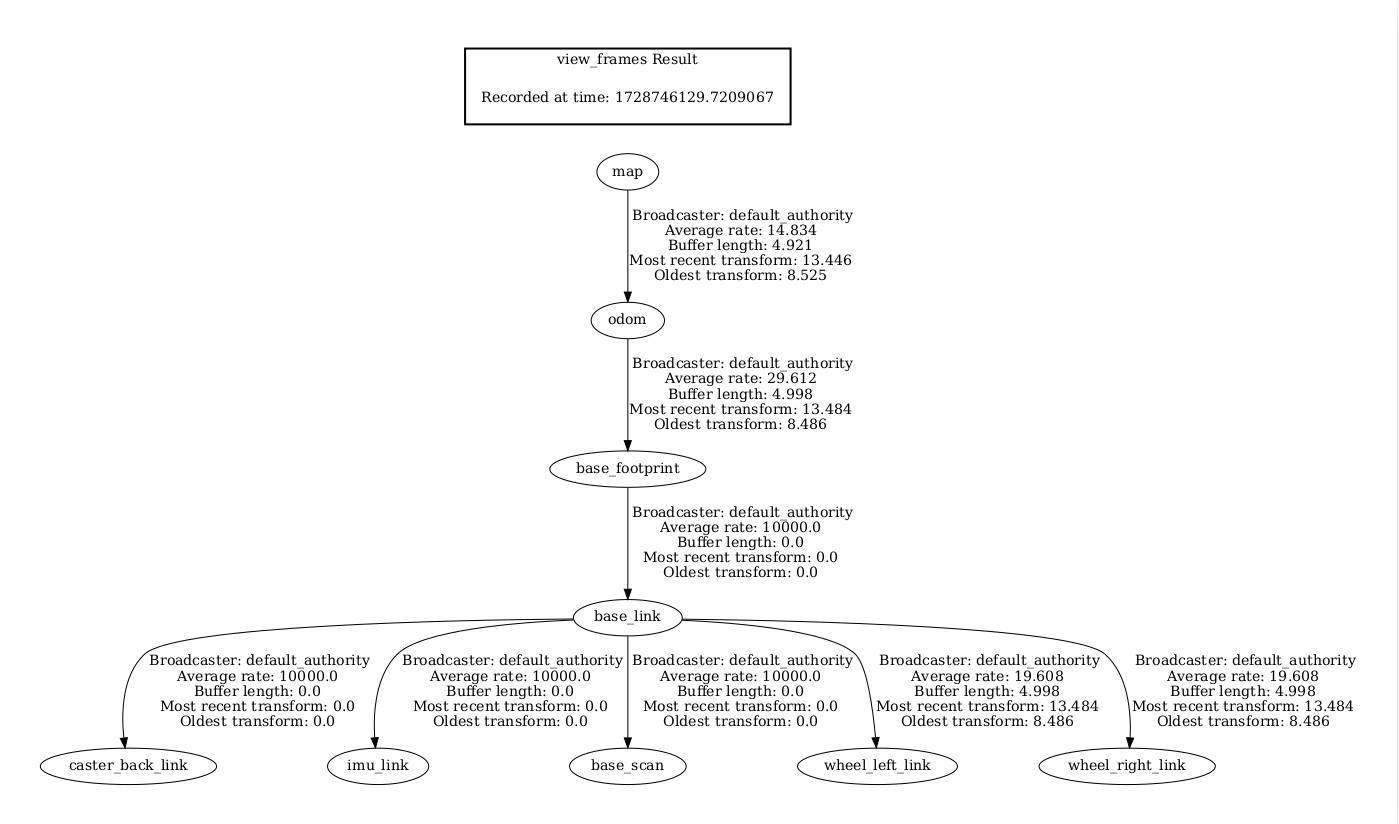 view_frames Result
Recorded at time: 1728746129.7209067
map
Broadcaster: default_authority
Average rate: 14.834
Buffer length: 4.921
Most recent transform: 13.446
Oldest transform: 8.525
odom
Broadcaster: default_authority
Average rate: 29.612
Buffer length: 4.998
Most recent transform: 13.484
Oldest transform: 8.486
base_footprint
Broadcaster: default_authority
Average rate: 10000.0
Buffer length: 0.0
Most recent transform: 0.0
Oldest transform: 0.0
base_link
Broadcaster: default_authority
Average rate: 10000.0
Buffer length: 0.0
Most recent transform: 0.0
Oldest transform: 0.0
Broadcaster: default_authority
Average rate: 10000.0
Buffer length: 0.0
Most recent transform: 0.0
Oldest transform: 0.0
Broadcaster: default_authority
Average rate: 10000.0
Buffer length: 0.0
Most recent transform: 0.0
Oldest transform: 0.0
Broadcaster: default_authority
Average rate: 19.608
Buffer length: 4.998
Most recent transform: 13.484
Oldest transform: 8.486
Broadcaster: default_authority
Average rate: 19.608
Buffer length: 4.998
Most recent transform: 13.484
Oldest transform: 8.486
caster_back_link
imu_link
base_scan
wheel_left_link
wheel_right_link